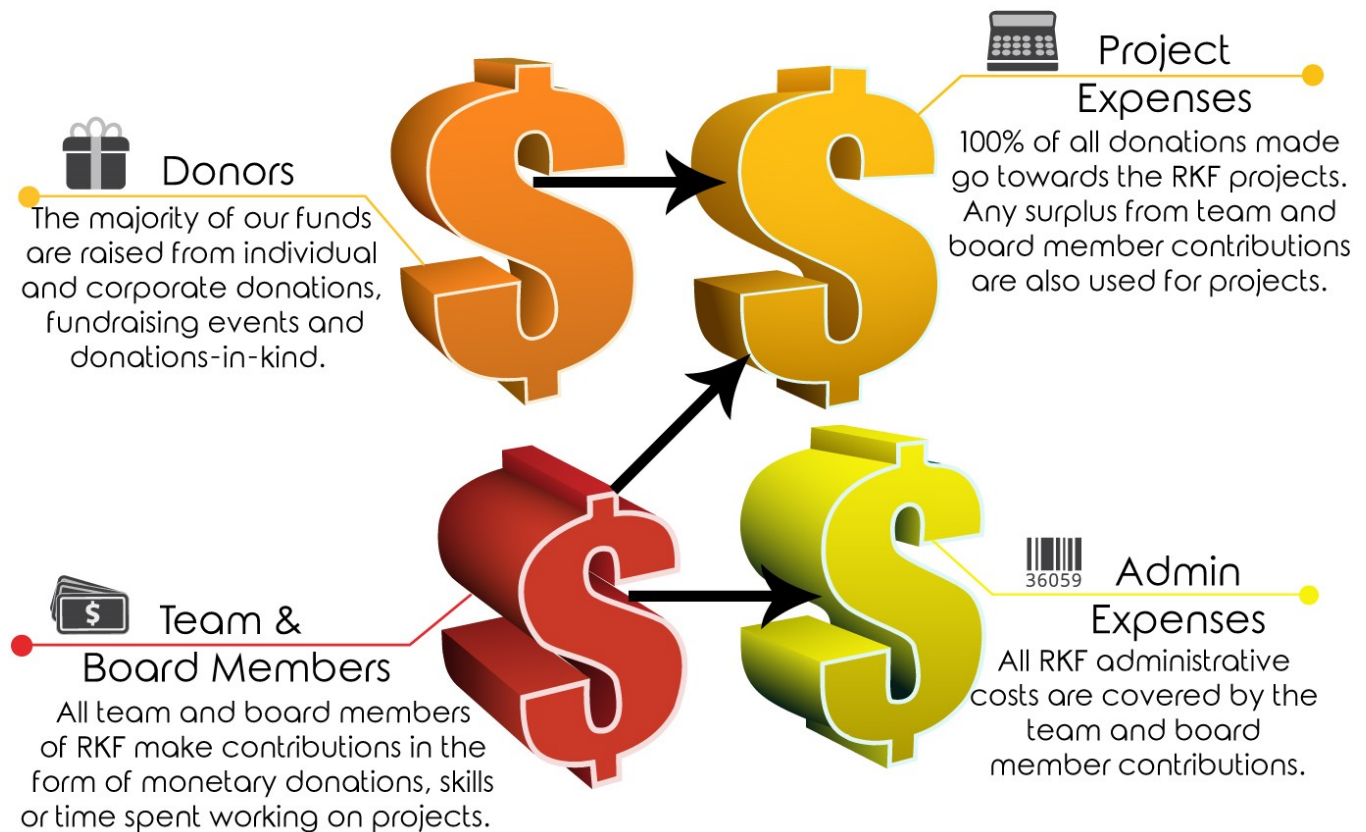 Donors
The majority of our funds
are raised from individual
and corporate donations,
fundraising events and
donations-in-kind.
Project
Expenses
100% of all donations made
go towards the RKF projects.
Any surplus from team and
board member contributions
are also used for projects.
$
Team &
Board Members
All team and board members
of RKF make contributions in the
form of monetary donations, skills
or time spent working on projects.
36059
Admin
Expenses
All RKF administrative
costs are covered by the
team and board
member contributions.
$
$
$
$